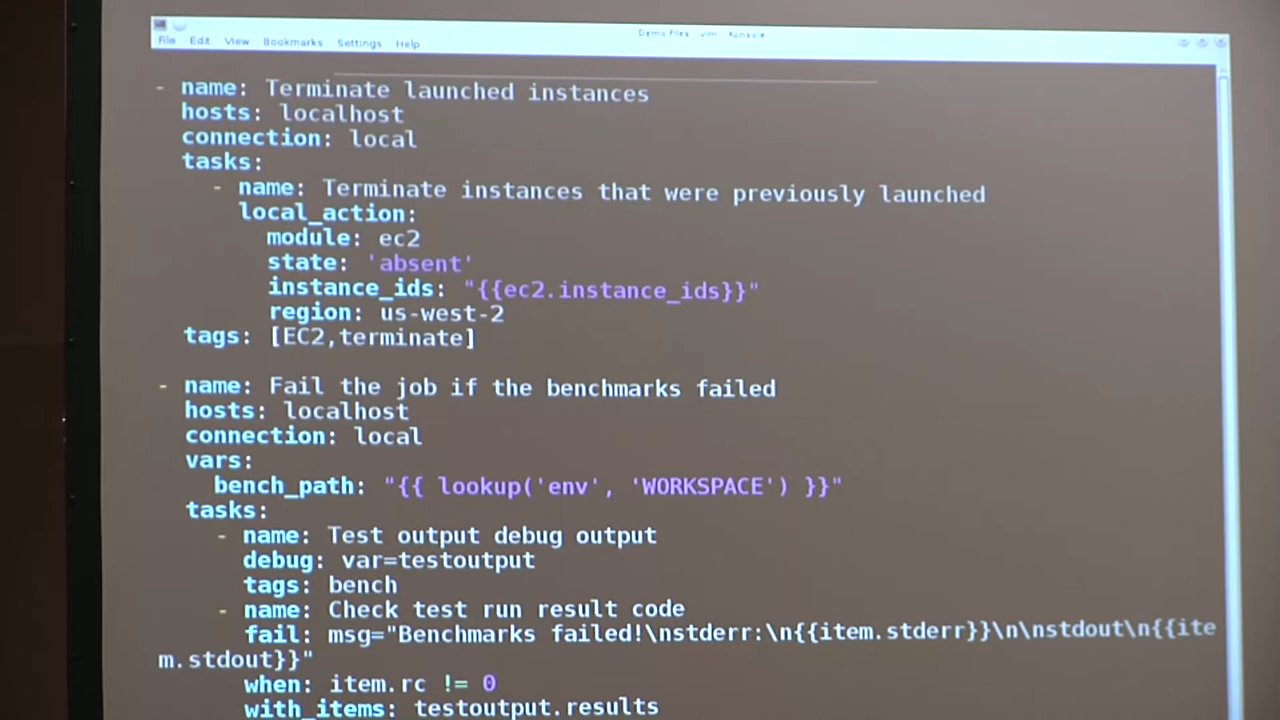 Demo files : vim - Konsole
File Edit View Bookmarks Settings Help
- name: Terminate launched instances
hosts: localhost
connection: local
tasks:
- name: Terminate instances that were previously launched
local_action:
module: ec2
state: 'absent'
instance_ids: "{{ec2.instance_ids}}"
region: us-west-2
tags: [EC2,terminate]
- name: Fail the job if the benchmarks failed
hosts: localhost
connection: local
vars:
bench_path: "{{ lookup('env', 'WORKSPACE') }}"
tasks:
- name: Test output debug output
debug: var=testoutput
tags: bench
- name: Check test run result code
fail: msg="Benchmarks failed!\nstderr:\n{{item.stderr}}\n\nstdout\n{{ite
m.stdout}}"
when: item.rc != 0
with_items: testoutput.results